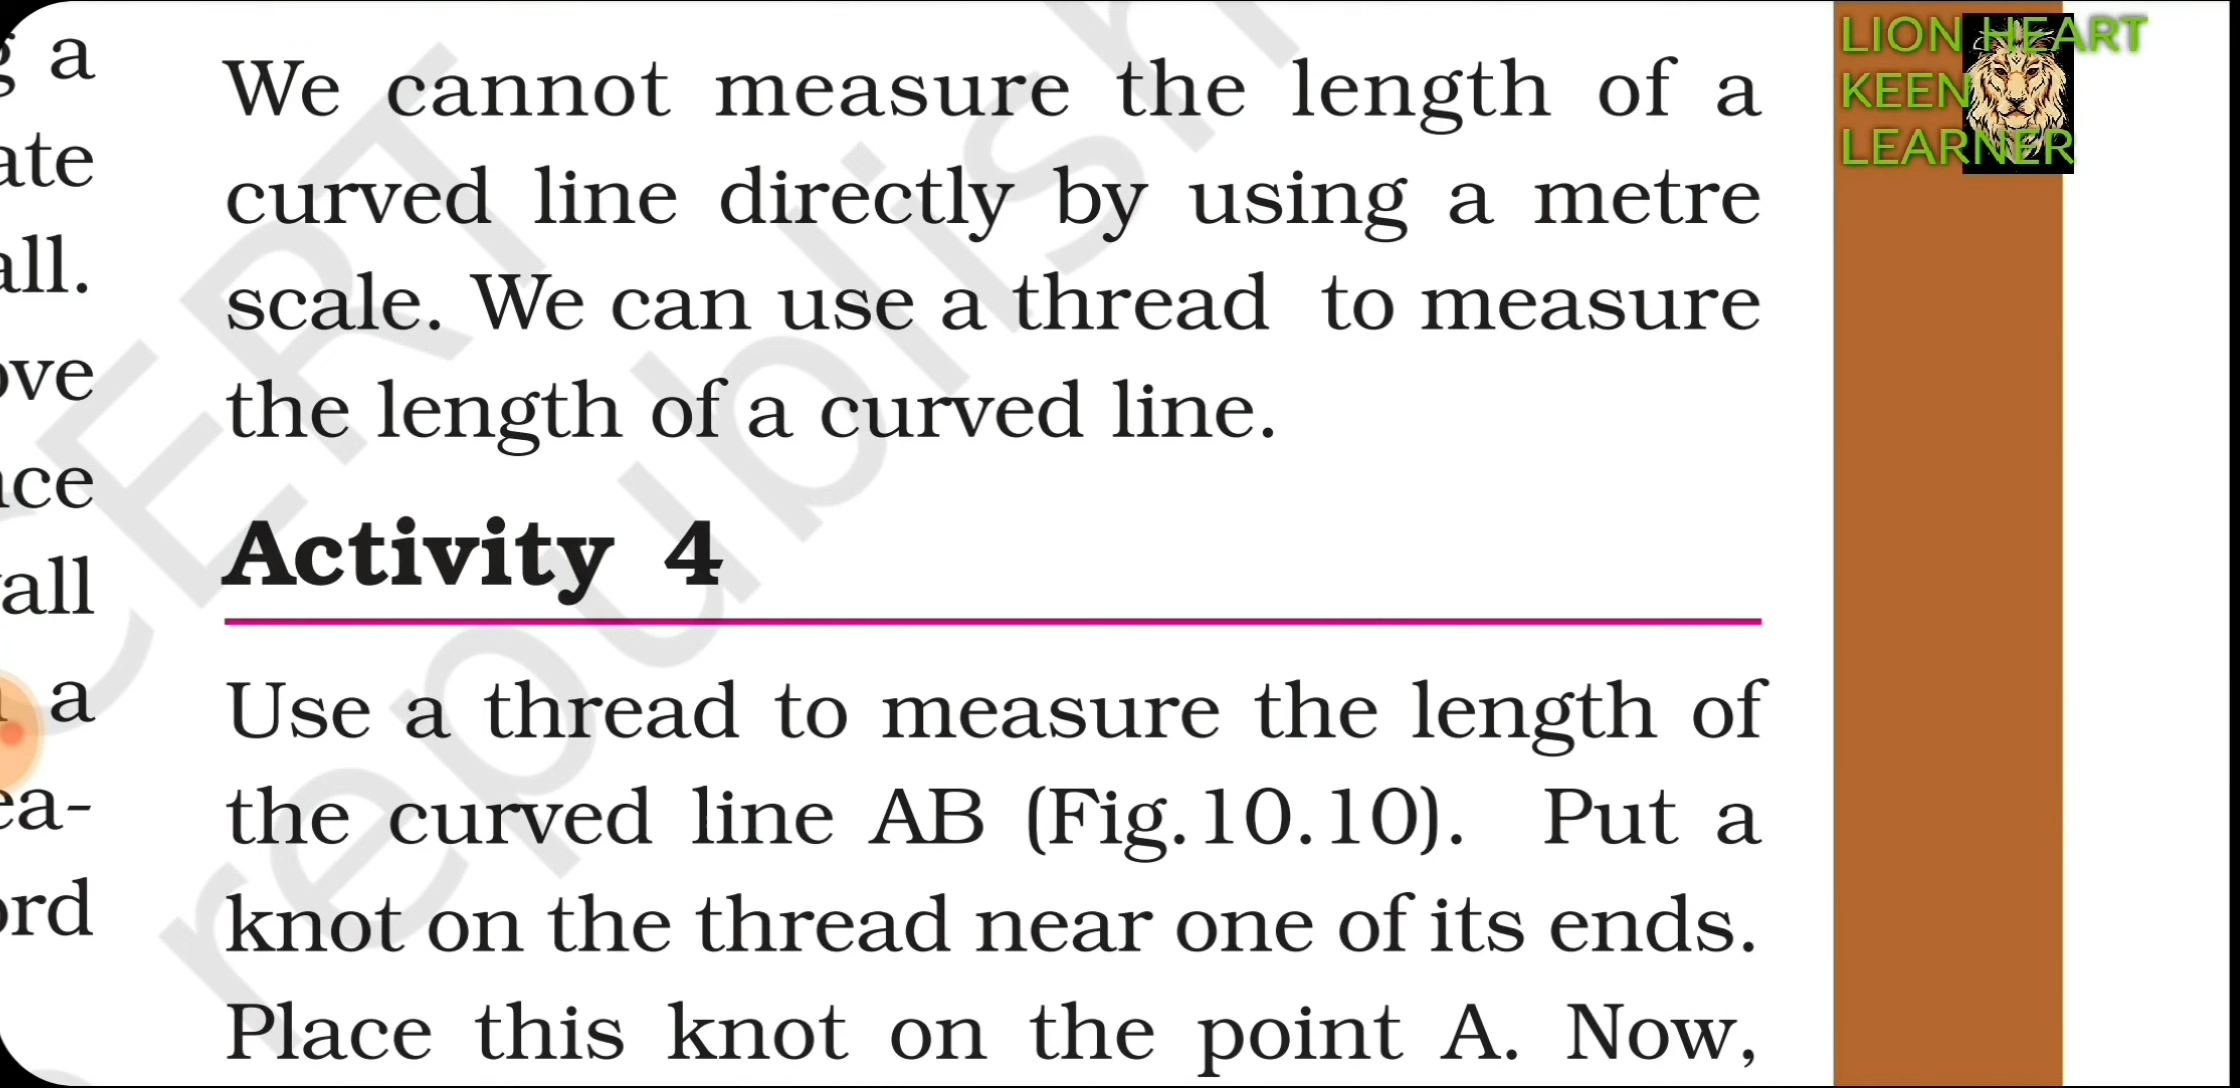 a
We cannot measure the length of a
curved line directly by using a metre
scale. We can use a thread to measure
the length of a curved line.
Activity 4
Use a thread to measure the length of
the curved line AB (Fig.10.10). Put a
knot on the thread near one of its ends.
Place this knot on the point A. Now,
LION HEART
KEEN
LEARNER
republish